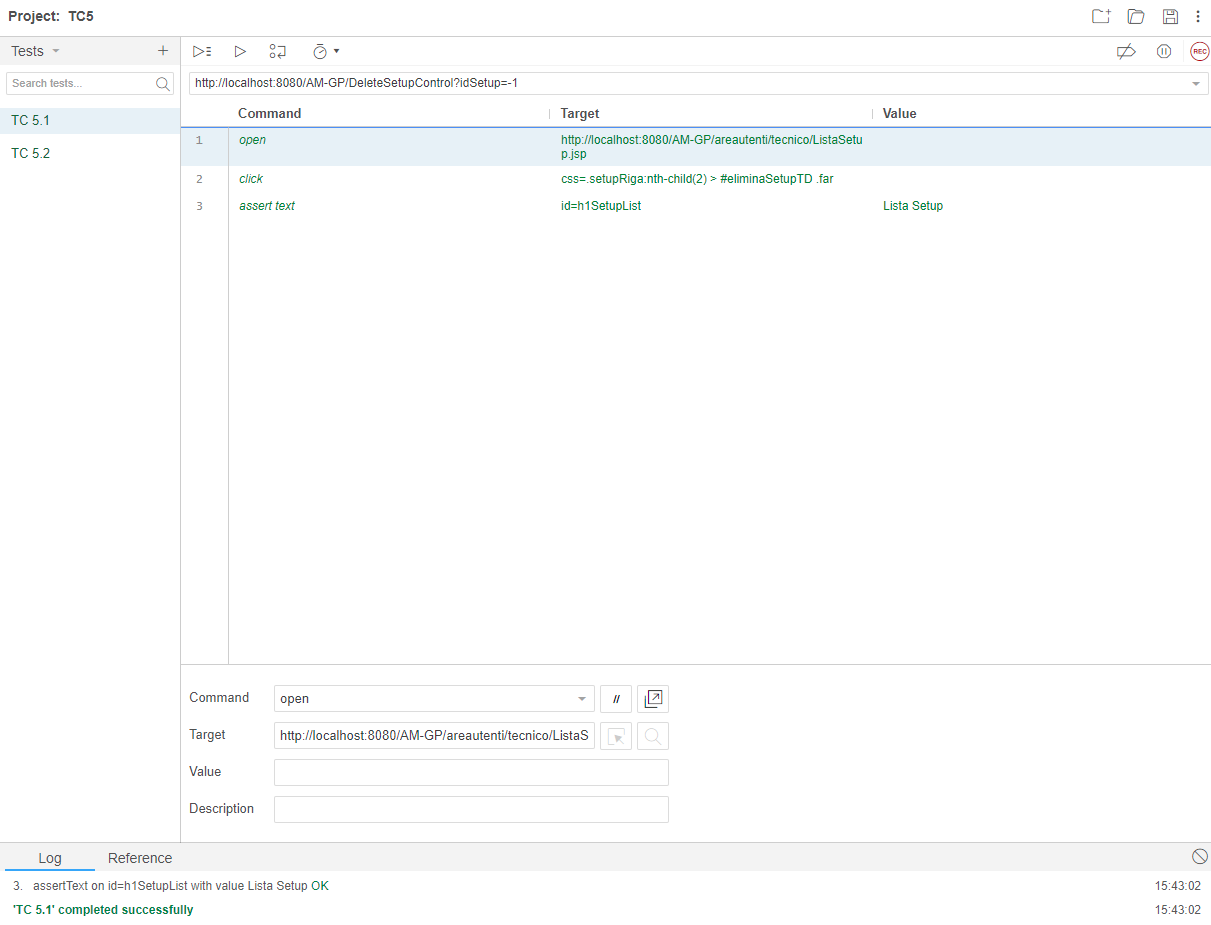 Project: TC5
Tests
Search tests...
TC 5.1
TC 5.2
REC
http://localhost:8080/AM-GP/DeleteSetupControl?idSetup=-1
Command Target Value
1 open http://localhost:8080/AM-GP/areautenti/tecnico/ListaSetu
p.jsp
2 click css=.setupRiga:nth-child(2) > #eliminaSetupTD .far
3 assert text id=h1SetupList Lista Setup
Command open //
Target http://localhost:8080/AM-GP/areautenti/tecnico/ListaS
Value
Description
Log Reference
3. assertText on id=h1SetupList with value Lista Setup OK 15:43:02
'TC 5.1' completed successfully 15:43:02